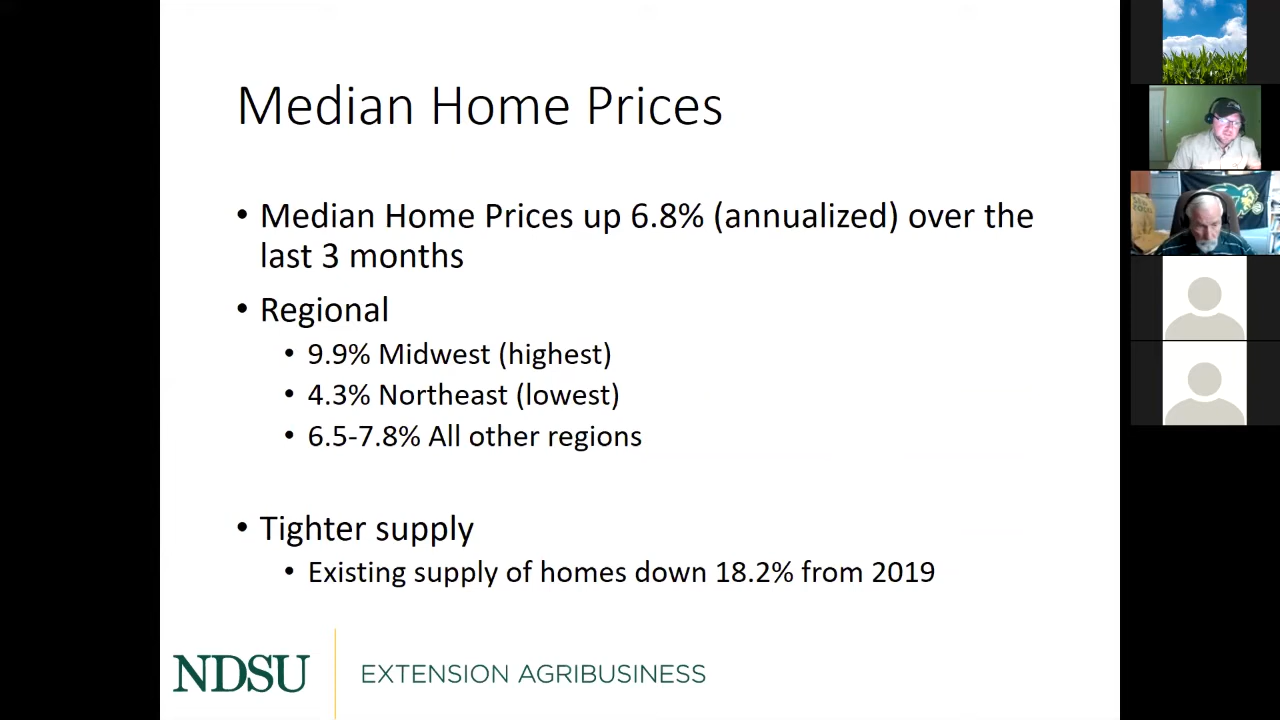 Median Home Prices
• Median Home Prices up 6.8% (annualized) over the
last 3 months
• Regional
• 9.9% Midwest (highest)
• 4.3% Northeast (lowest)
• 6.5-7.8% All other regions
• Tighter supply
• Existing supply of homes down 18.2% from 2019
NDSU
EXTENSION AGRIBUSINESS